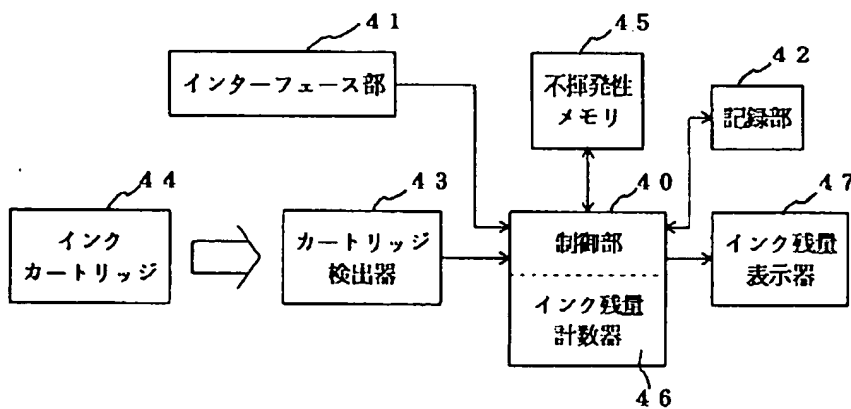 41
インターフェース部
45
不揮発性
メモリ
42
記録部
44
インク
カートリッジ
43
カートリッジ
検出器
40
制御部
インク残量
計数器
46
47
インク残量
表示器